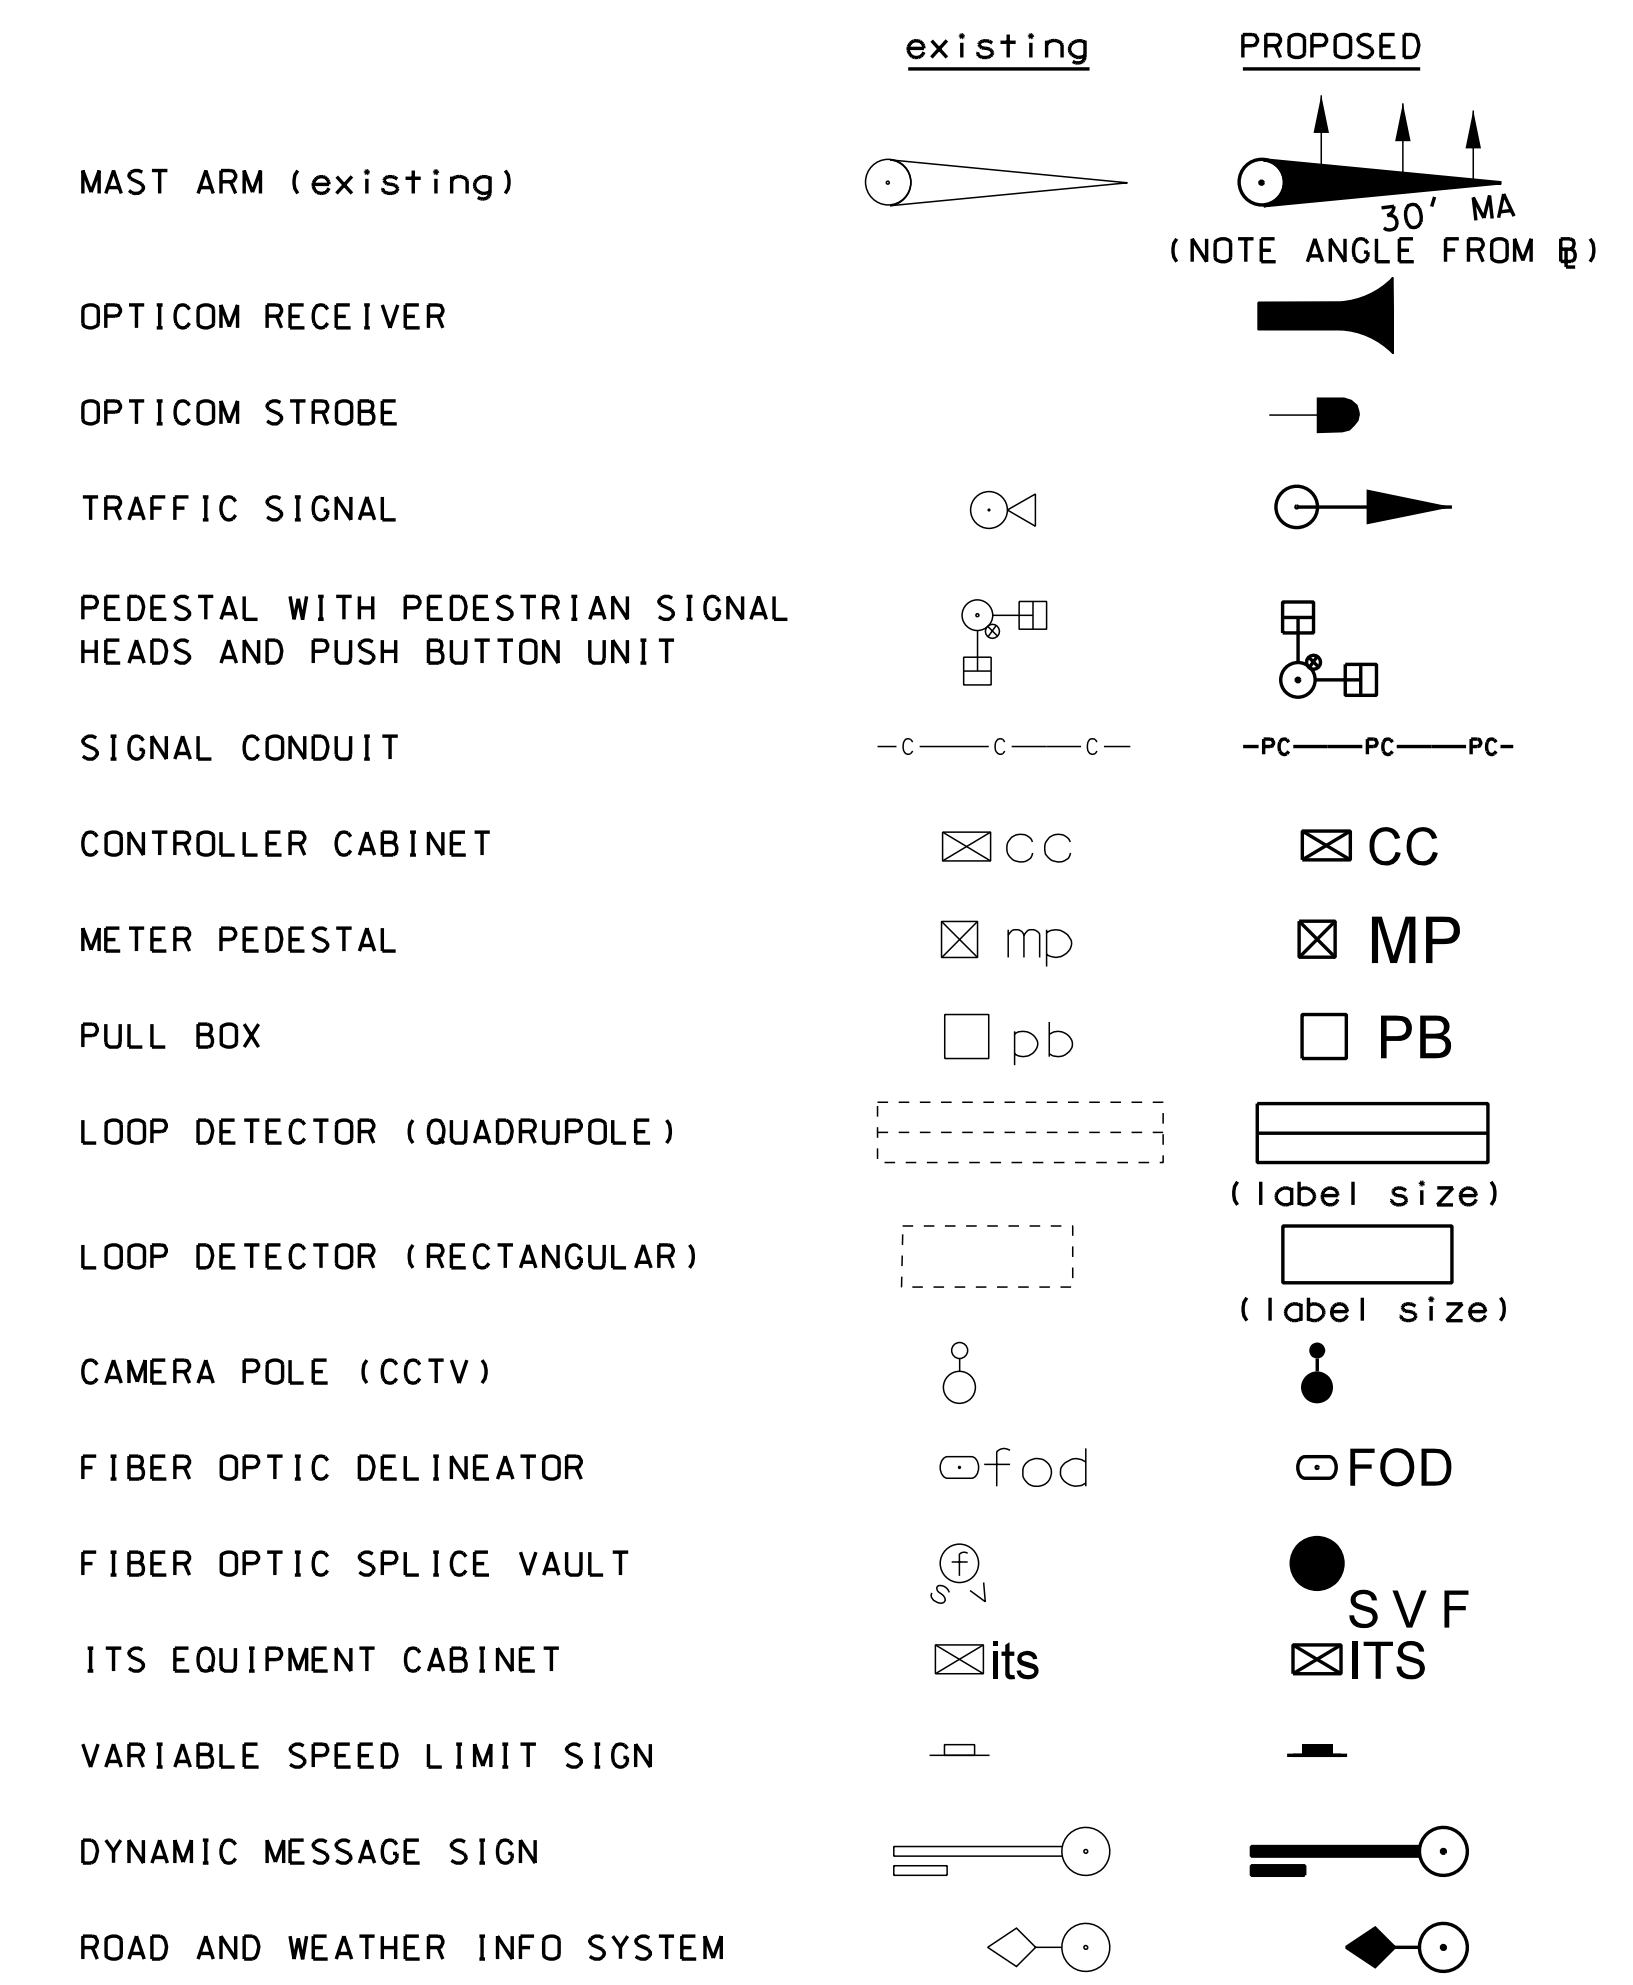 existing PROPOSED
MAST ARM (existing)
30' MA
(NOTE ANGLE FROM BL)
OPTICOM RECEIVER
OPTICOM STROBE
TRAFFIC SIGNAL
PEDESTAL WITH PEDESTRIAN SIGNAL
HEADS AND PUSH BUTTON UNIT
SIGNAL CONDUIT C C C PC PC PC
CONTROLLER CABINET cc CC
METER PEDESTAL mp MP
PULL BOX pb PB
LOOP DETECTOR (QUADRUPOLE)
(label size)
LOOP DETECTOR (RECTANGULAR)
(label size)
CAMERA POLE (CCTV)
FIBER OPTIC DELINEATOR fod FOD
FIBER OPTIC SPLICE VAULT f
s v S V F
ITS EQUIPMENT CABINET its ITS
VARIABLE SPEED LIMIT SIGN
DYNAMIC MESSAGE SIGN
ROAD AND WEATHER INFO SYSTEM